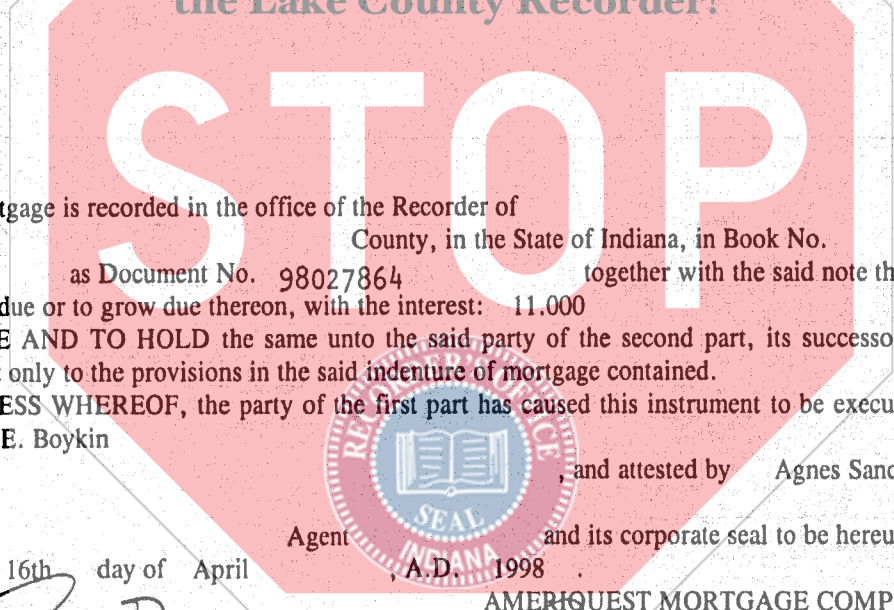 the Lake County Recorder!
STOP
tgage is recorded in the office of the Recorder of
County, in the State of Indiana, in Book No.
as Document No. 98027864 together with the said note th
due or to grow due thereon, with the interest: 11.000
E AND TO HOLD the same unto the said party of the second part, its successo
only to the provisions in the said indenture of mortgage contained.
ESS WHEREOF, the party of the first part has caused this instrument to be execu
E. Boykin
, and attested by Agnes Sanc
Agent and its corporate seal to be hereu
16th day of April , A.D. 1998 .
AMERIQUEST MORTGAGE COMP
RECORDER'S OFFICE
SEAL
INDIANA